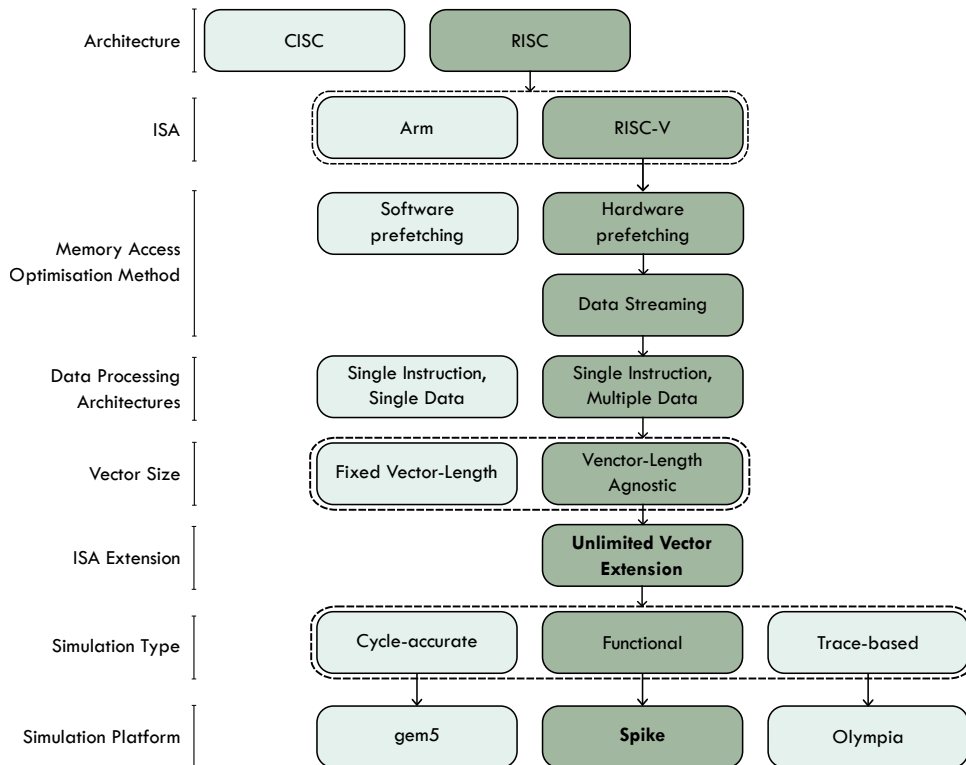 Architecture
CISC
RISC
ISA
Arm
RISC-V
Memory Access
Optimisation Method
Software
prefetching
Hardware
prefetching
Data Streaming
Data Processing
Architectures
Single Instruction,
Single Data
Single Instruction,
Multiple Data
Vector Size
Fixed Vector-Length
Venctor-Length
Agnostic
ISA Extension
Unlimited Vector
Extension
Simulation Type
Cycle-accurate
Functional
Trace-based
Simulation Platform
gem5
Spike
Olympia